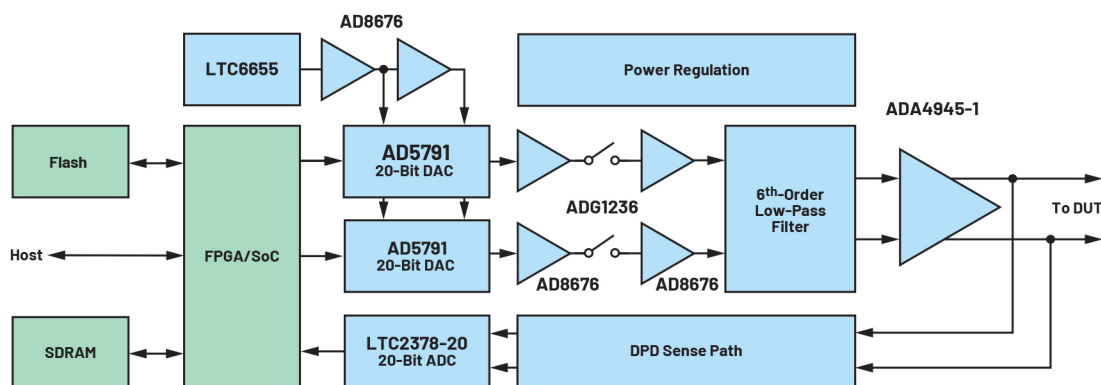 AD8676
LTC6655
Power Regulation
ADA4945-1
Flash
AD5791
20-Bit DAC
6th-Order
Low-Pass
Filter
To DUT
ADG1236
Host
FPGA/SoC
AD5791
20-Bit DAC
AD8676
AD8676
SDRAM
LTC2378-20
20-Bit ADC
DPD Sense Path